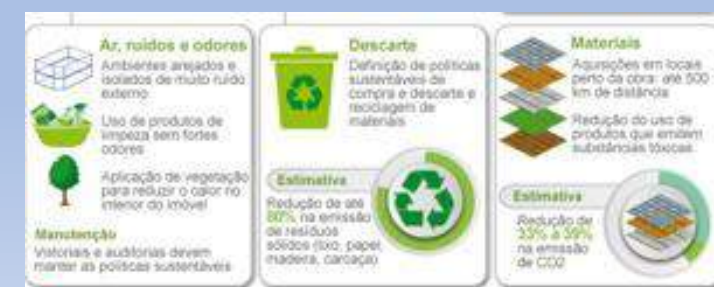 Ar, ruídos e odores
Ambientes arejados e
isolados de muito ruído
externo
Uso de produtos de
limpeza sem fortes
odores
Aplicação de vegetação
para reduzir o calor no
interior do imóvel
Manutenção
Vistorias e auditorias devem
manter as políticas sustentáveis
Descarte
Definição de políticas
sustentáveis de
compra e descarte e
reciclagem de
materiais
Estimativa
Redução de até
80% na emissão
de resíduos
sólidos (lixo, papel,
madeira, carcaça)
Materiais
Aquisições em locais
perto da obra: até 500
km de distância
Redução do uso de
produtos que emitem
substâncias tóxicas
Estimativa
Redução de
33% a 39%
na emissão
de CO2